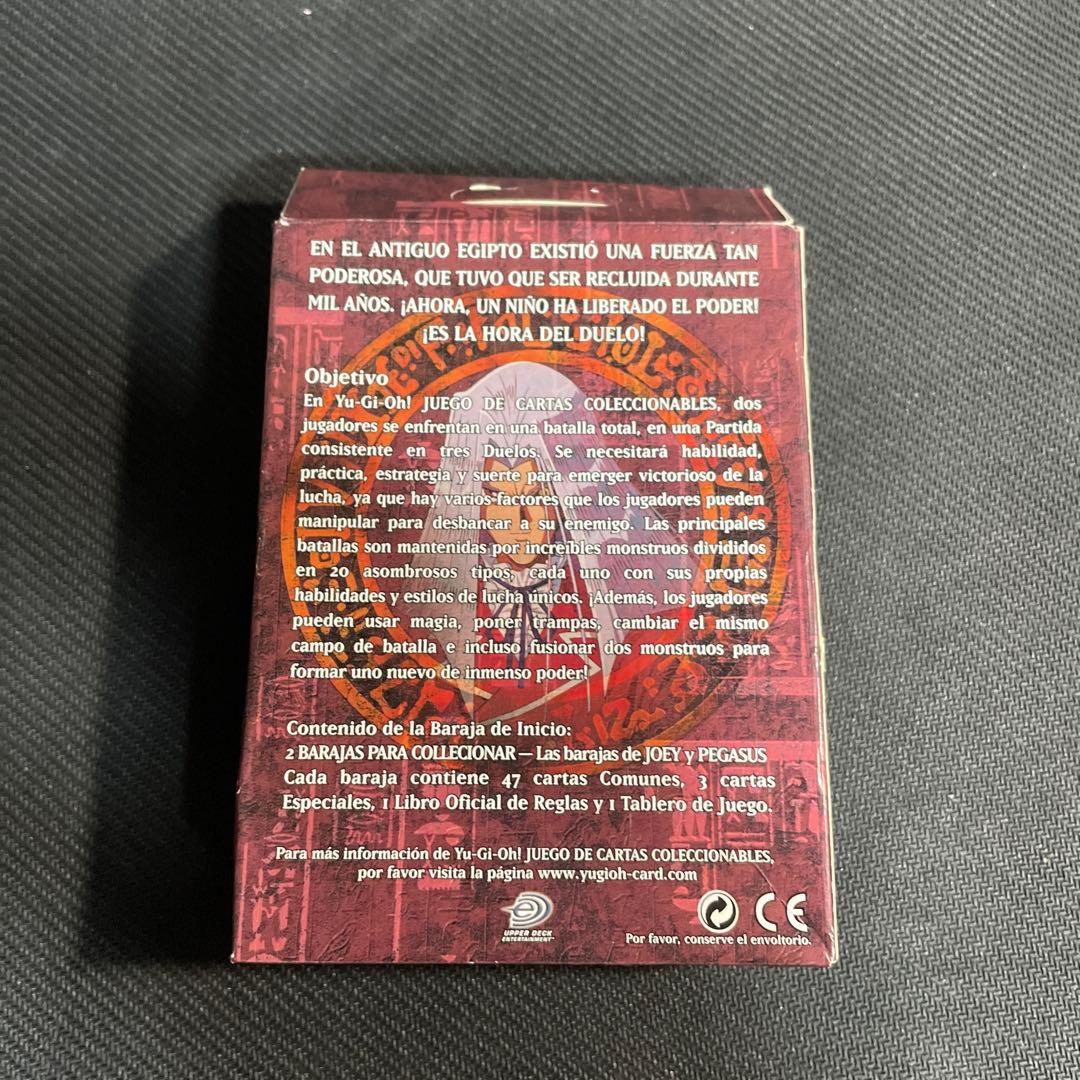 EN EL ANTIGUO EGIPTO EXISTIÓ UNA FUERZA TAN
PODEROSA, QUE TUVO QUE SER RECLUIDA DURANTE
MIL AÑOS. ¡AHORA, UN NIÑO HA LIBERADO EL PODER!
¡ES LA HORA DEL DUELO!
Objetivo
En Yu-Gi-Oh! JUEGO DE CARTAS COLECCIONABLES, dos
jugadores se enfrentan en una batalla total, en una Partida
consistente en tres Duelos. Se necesitará habilidad,
práctica, estrategia y suerte para emerger victorioso de la
lucha, ya que hay varios factores que los jugadores pueden
manipular para desbancar a su enemigo. Las principales
batallas son mantenidas por increíbles monstruos divididos
en 20 asombrosos tipos, cada uno con sus propias
habilidades y estilos de lucha únicos. ¡Además, los jugadores
pueden usar magia, poner trampas, cambiar el mismo
campo de batalla e incluso fusionar dos monstruos para
formar uno nuevo de inmenso poder!
Contenido de la Baraja de Inicio:
2 BARAJAS PARA COLLECIONAR — Las barajas de JOEY y PEGASUS
Cada baraja contiene 47 cartas Comunes, 3 cartas
Especiales, 1 Libro Oficial de Reglas y 1 Tablero de Juego.
Para más información de Yu-Gi-Oh! JUEGO DE CARTAS COLECCIONABLES,
por favor visita la página www.yugioh-card.com
UPPER DECK
ENTERTAINMENT™
CE
Por favor, conserve el envoltorio.